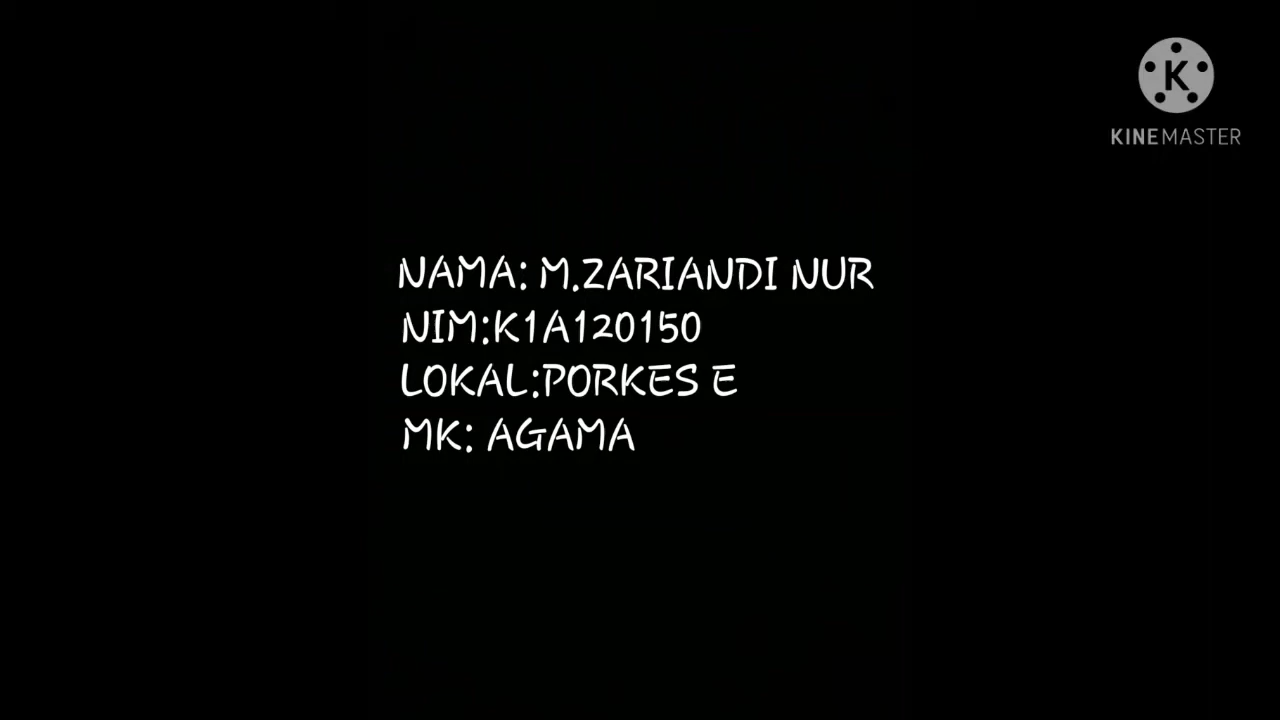 K
KINEMASTER
NAMA: M.ZARIANDI NUR
NIM:K1A120150
LOKAL:PORKES E
MK: AGAMA